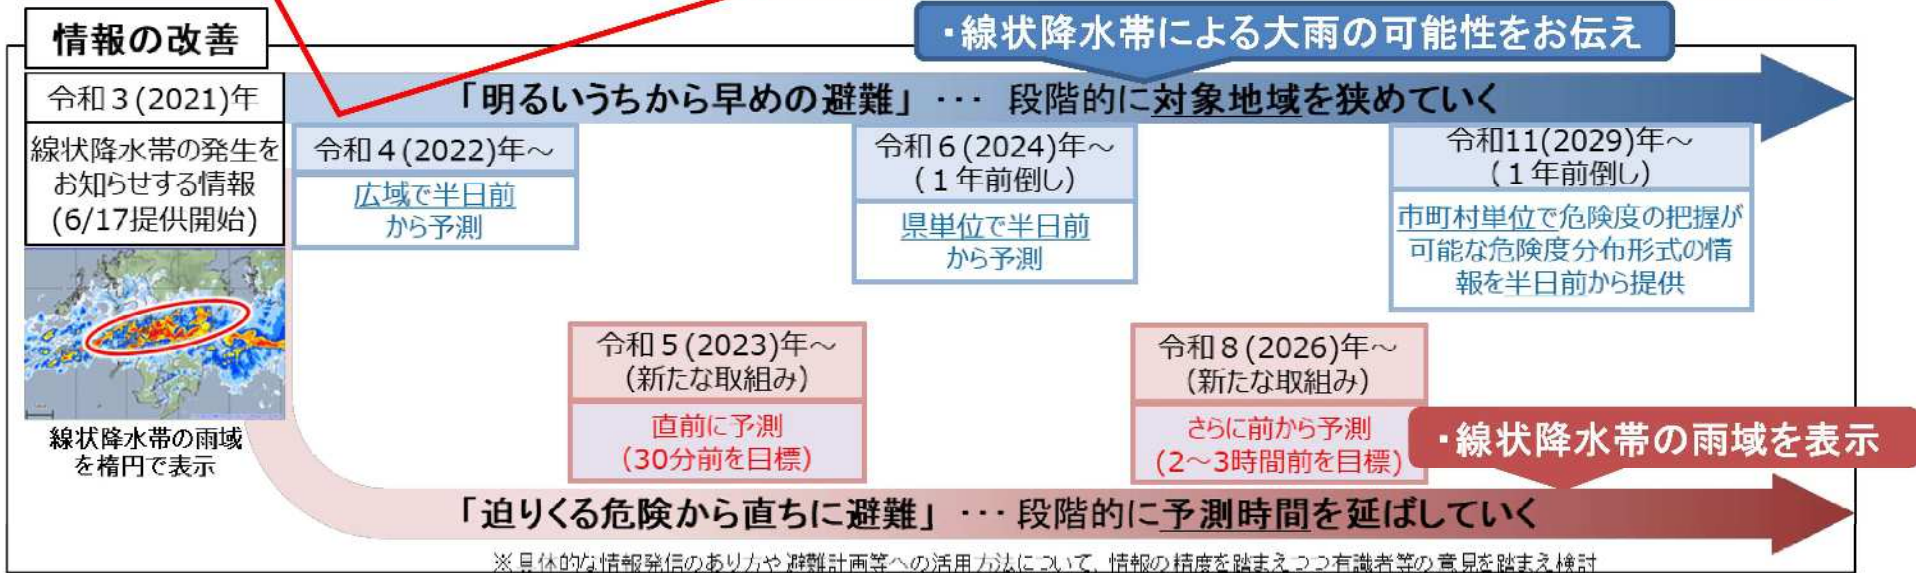 ・線状降水帯による大雨の可能性をお伝え
情報の改善
「明るいうちから早めの避難」 ･･･ 段階的に対象地域を狭めていく
令和３(2021)年
線状降水帯の発生を
お知らせする情報
(6/17提供開始)
線状降水帯の雨域
を楕円で表示
令和４(2022)年～
広域で半日前
から予測
令和６(2024)年～
(１年前倒し)
県単位で半日前
から予測
令和11(2029)年～
(１年前倒し)
市町村単位で危険度の把握が
可能な危険度分布形式の情
報を半日前から提供
令和５(2023)年～
(新たな取組み)
直前に予測
(30分前を目標)
令和８(2026)年～
(新たな取組み)
さらに前から予測
(2～3時間前を目標)
・線状降水帯の雨域を表示
「迫りくる危険から直ちに避難」 ･･･ 段階的に予測時間を延ばしていく
※具体的な情報発信のあり方や避難計画等への活用方法について、情報の精度を踏まえつつ有識者等の意見を踏まえ検討